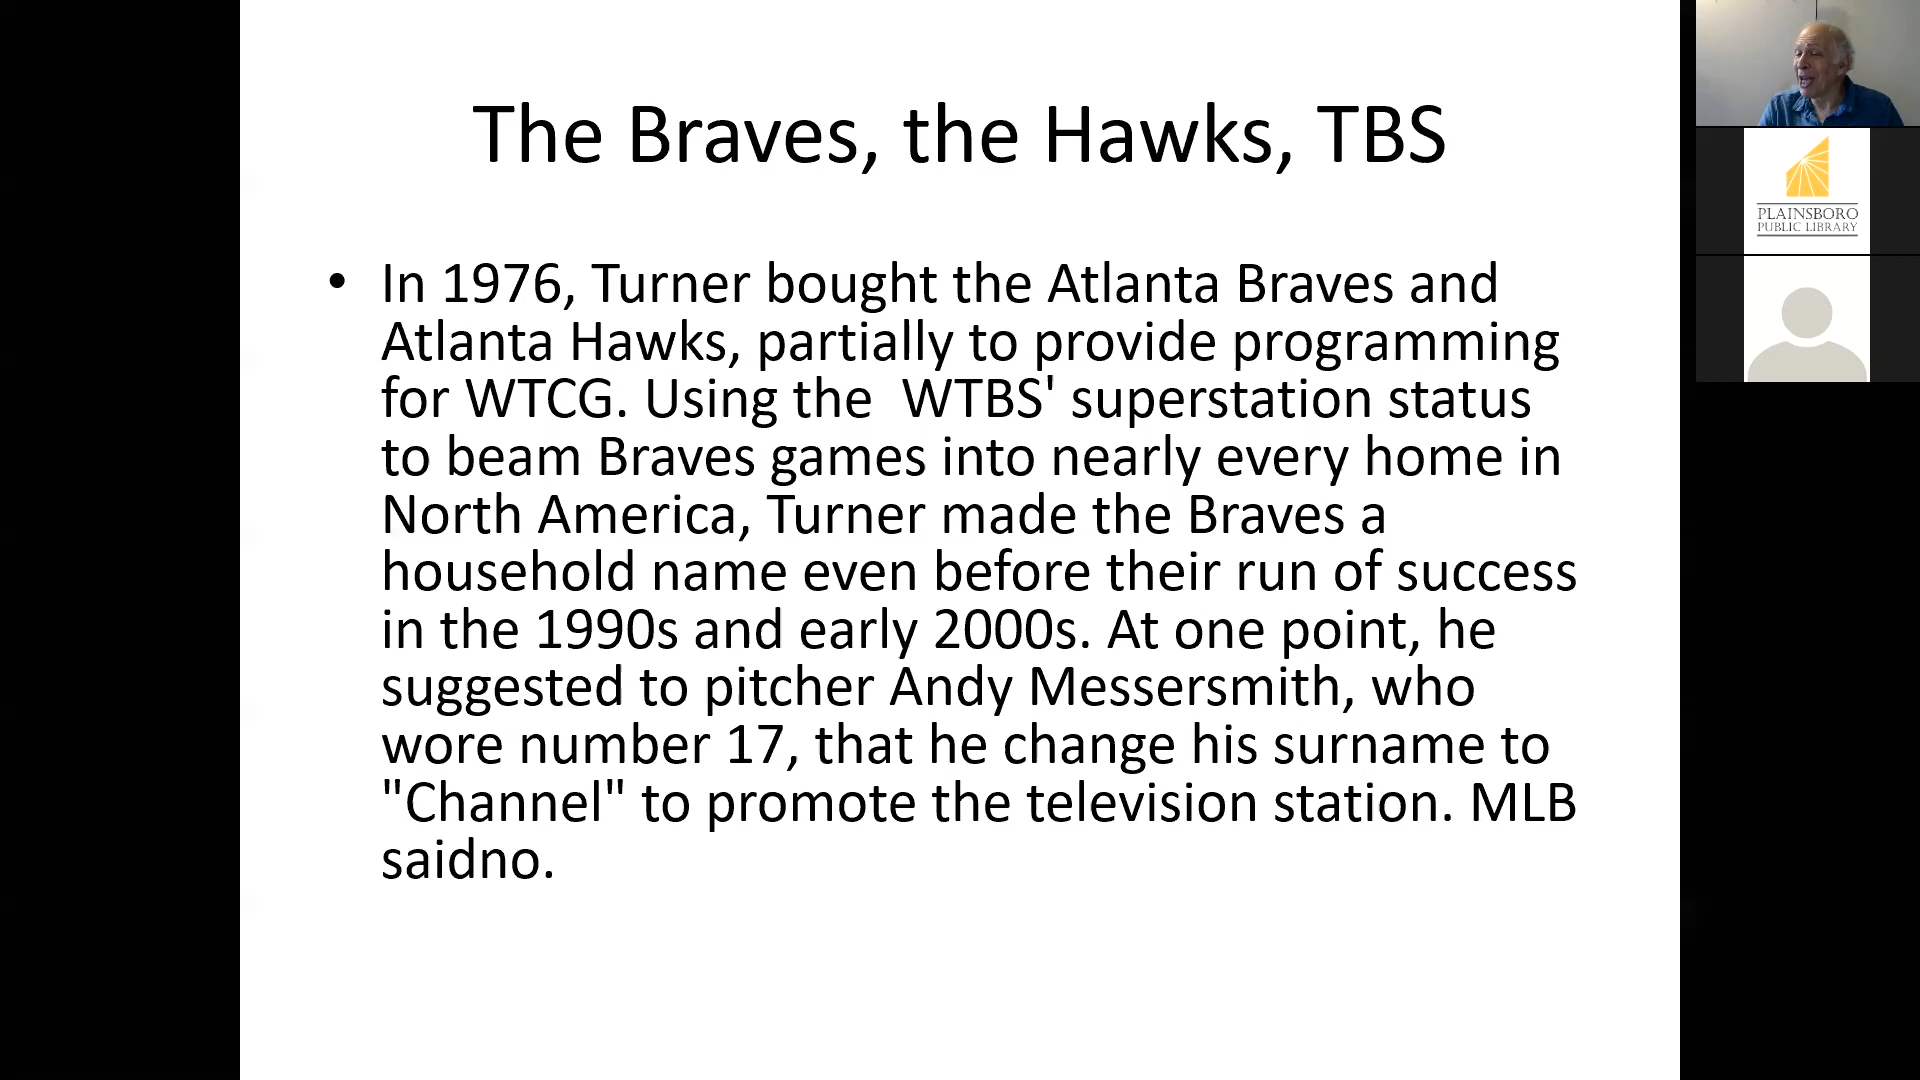 The Braves, the Hawks, TBS
• In 1976, Turner bought the Atlanta Braves and
Atlanta Hawks, partially to provide programming
for WTCG. Using the  WTBS' superstation status
to beam Braves games into nearly every home in
North America, Turner made the Braves a
household name even before their run of success
in the 1990s and early 2000s. At one point, he
suggested to pitcher Andy Messersmith, who
wore number 17, that he change his surname to
"Channel" to promote the television station. MLB
saidno.
PLAINSBORO
PUBLIC LIBRARY